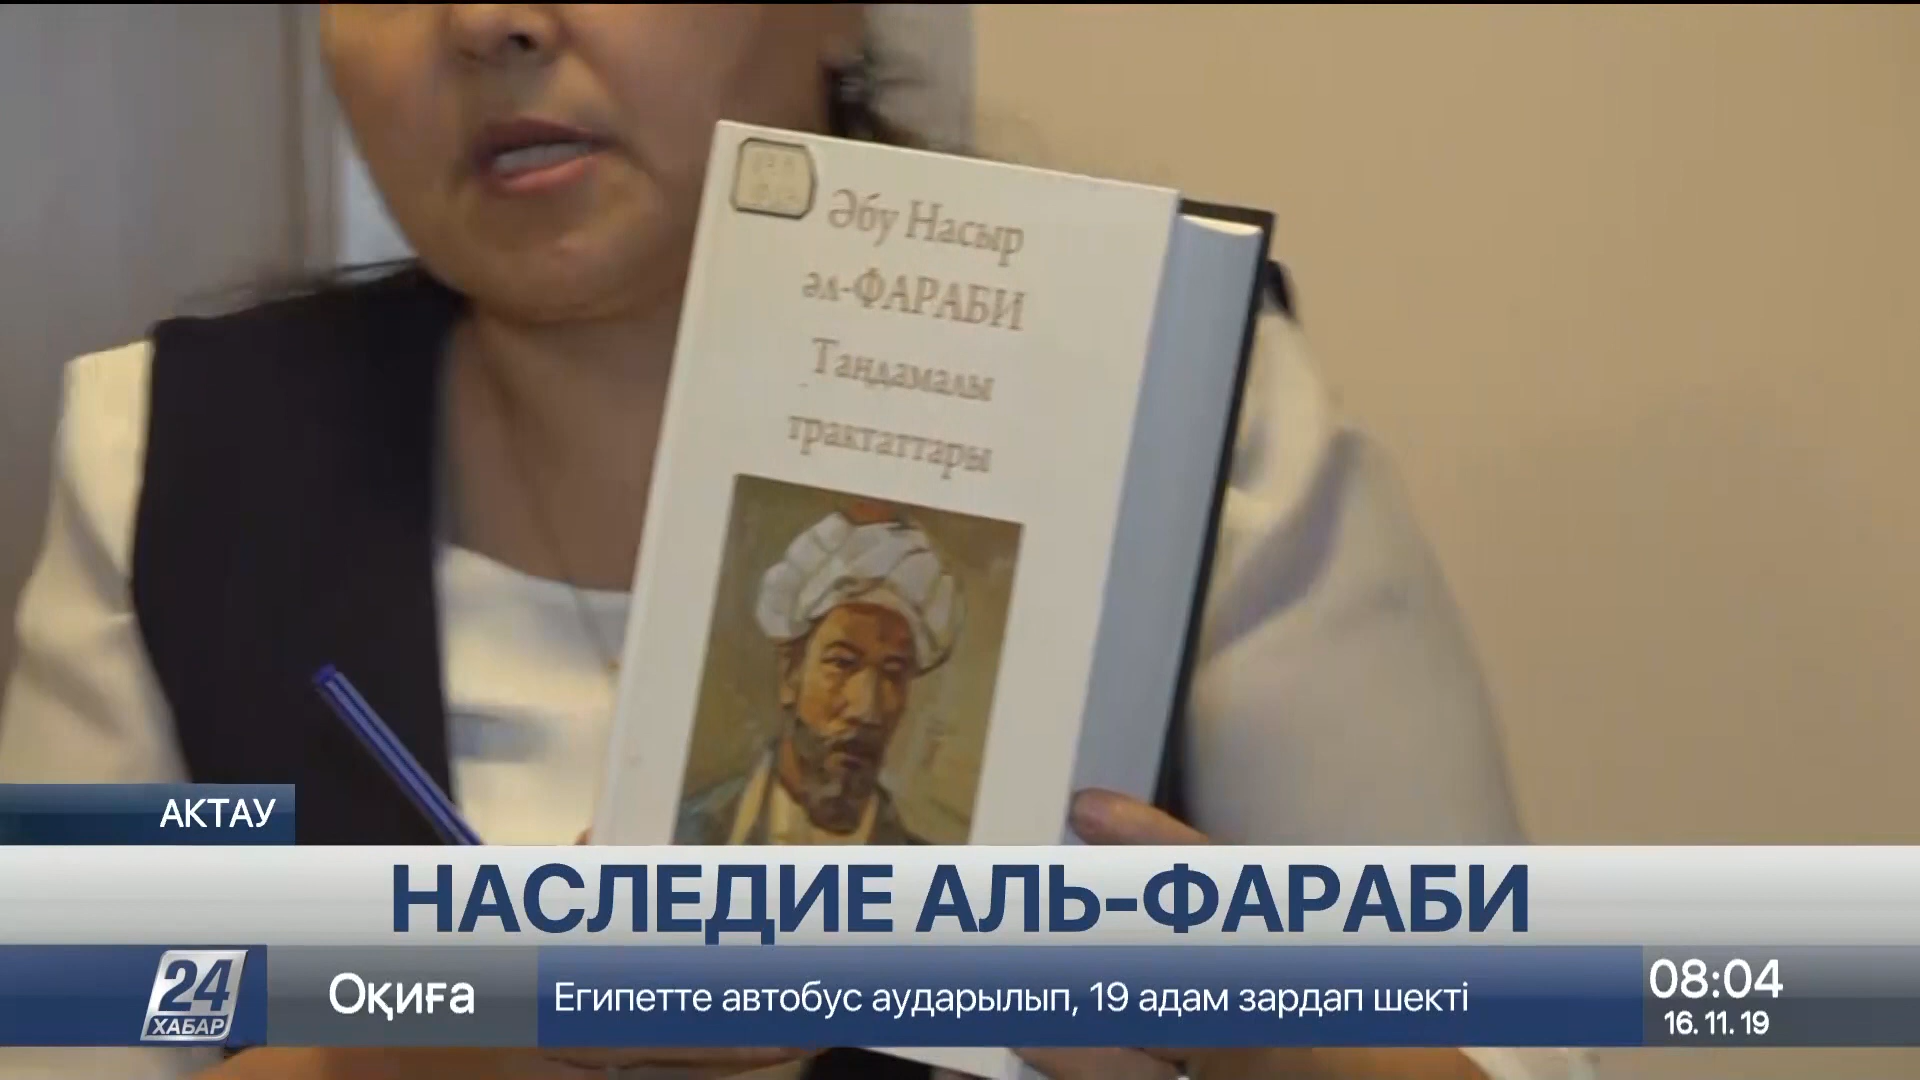 Әбу Насыр
әл-ФАРАБИ
Таңдамалы
трактаттары
АКТАУ
НАСЛЕДИЕ АЛЬ-ФАРАБИ
24
ХАБАР
Оқиға
Египетте автобус аударылып, 19 адам зардап шекті
08:04
16.11.19